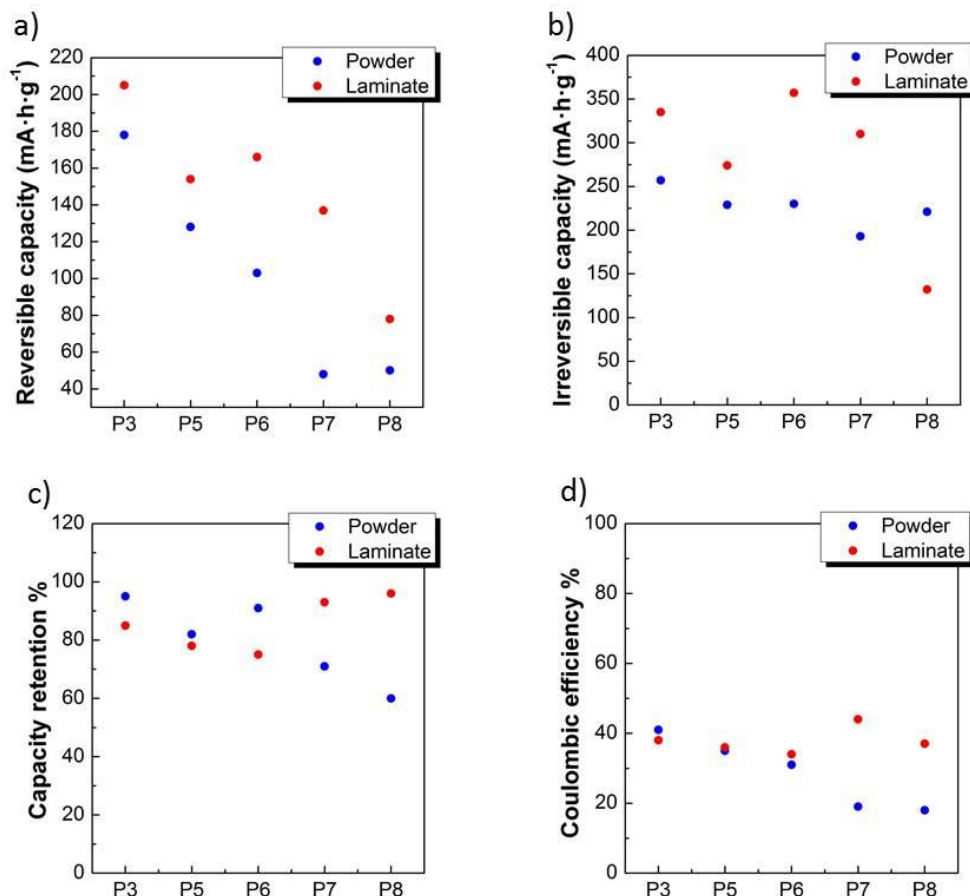 a)
Reversible capacity (mA·h·g⁻¹)
220
200
180
160
140
120
100
80
60
40
Powder
Laminate
P3 P5 P6 P7 P8
b)
Irreversible capacity (mA·h·g⁻¹)
400
350
300
250
200
150
100
50
0
Powder
Laminate
P3 P5 P6 P7 P8
c)
Capacity retention %
120
100
80
60
40
20
0
Powder
Laminate
P3 P5 P6 P7 P8
d)
Coulombic efficiency %
100
80
60
40
20
0
Powder
Laminate
P3 P5 P6 P7 P8